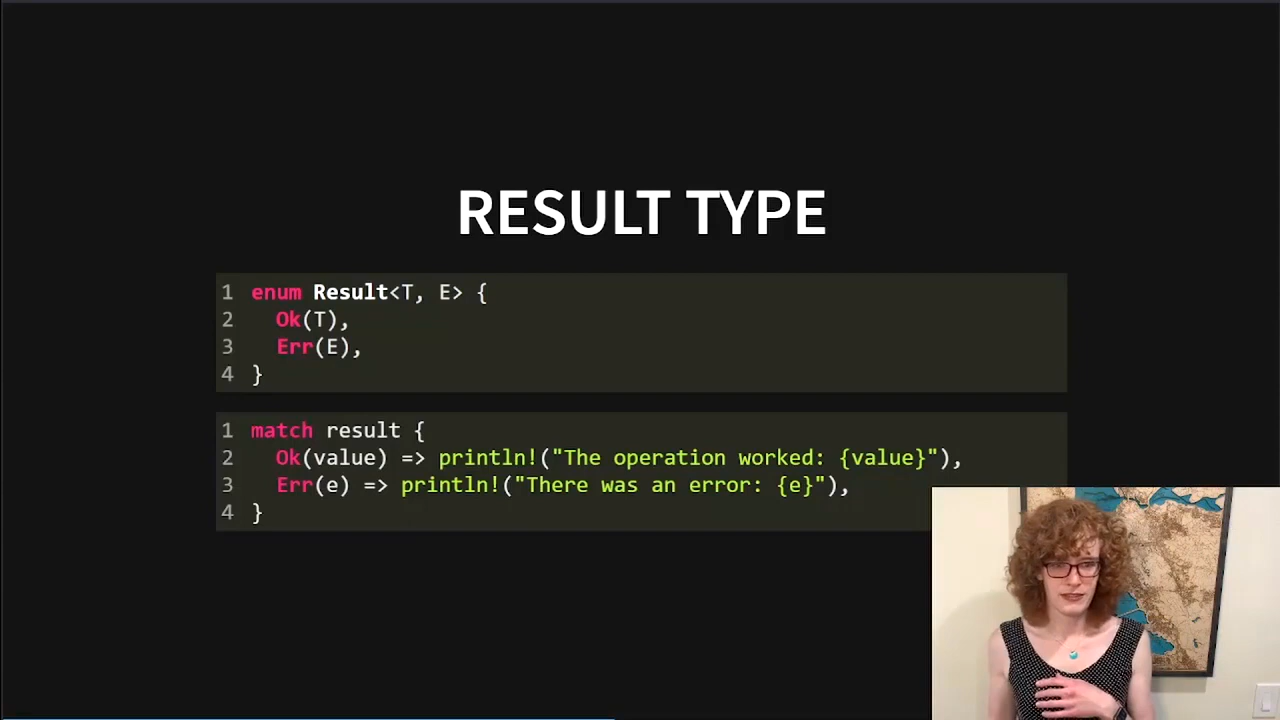 RESULT TYPE
1 enum Result<T, E> {
2   Ok(T),
3   Err(E),
4 }
1 match result {
2   Ok(value) => println!("The operation worked: {value}"),
3   Err(e) => println!("There was an error: {e}"),
4 }